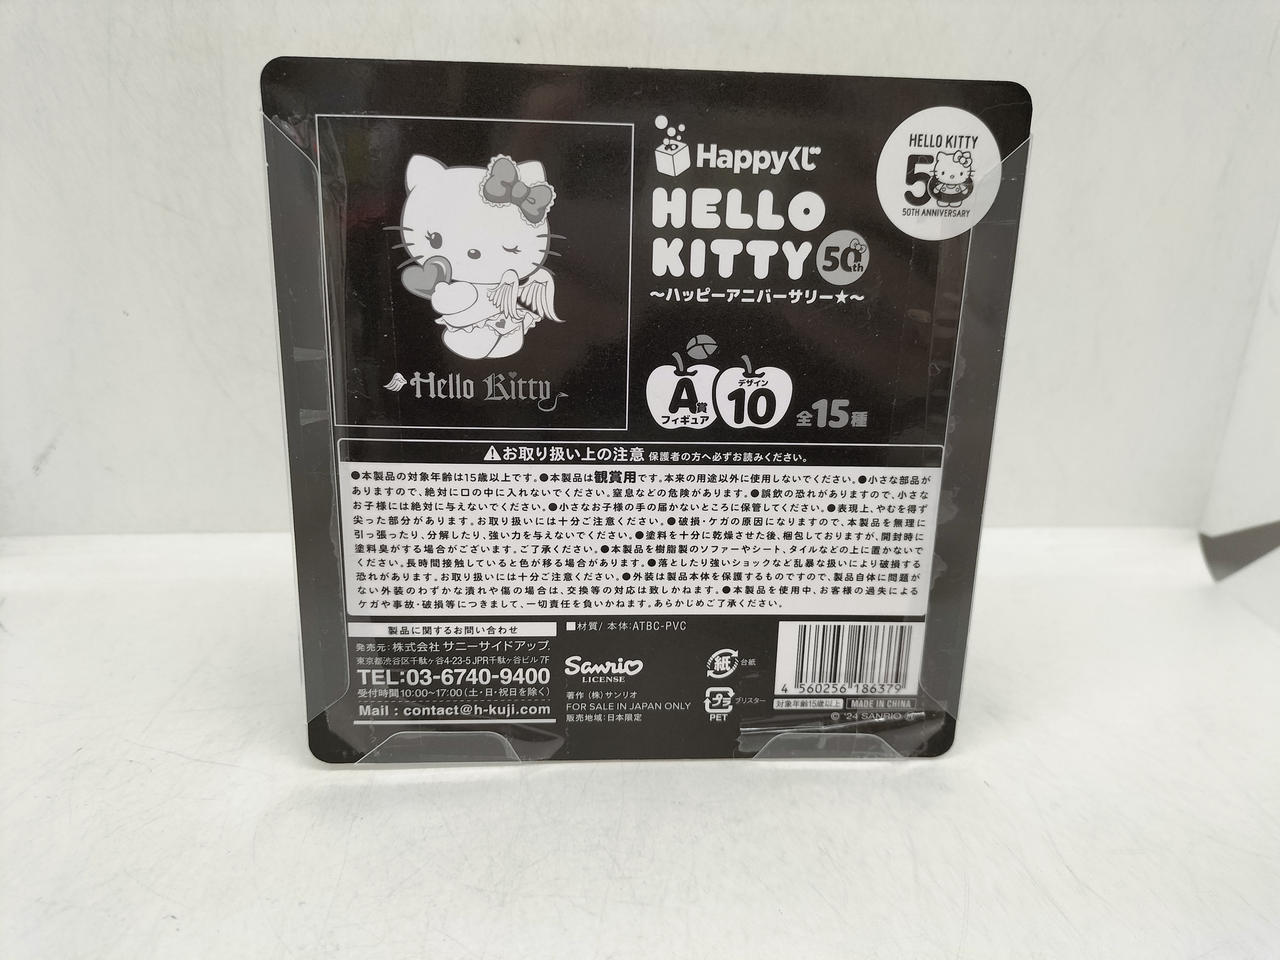 Happyくじ
HELLO
KITTY 50th
～ハッピーアニバーサリー★～
HELLO KITTY
50
50TH ANNIVERSARY
Hello Kitty
A賞
フィギュア
デザイン
10
全15種
⚠お取り扱い上の注意 保護者の方へ必ずお読みください。
●本製品の対象年齢は15歳以上です。●本製品は観賞用です。本来の用途以外に使用しないでください。●小さな部品が
ありますので、絶対に口の中に入れないでください。窒息などの危険があります。●誤飲の恐れがありますので、小さな
お子様には絶対に与えないでください。●小さなお子様の手の届かないところに保管してください。●表現上、やむを得ず
尖った部分があります。お取り扱いには十分ご注意ください。●破損・ケガの原因になりますので、本製品を無理に
引っ張ったり、分解したり、強い力を与えないでください。●塗料を十分に乾燥させた後、梱包しておりますが、開封時に
塗料臭がする場合がございます。ご了承ください。●本製品を樹脂製のソファーやシート、タイルなどの上に置かないで
ください。長時間接触していると色が移る場合があります。●落としたり強いショックなど乱暴な扱いにより破損する
恐れがあります。お取り扱いには十分ご注意ください。●外装は製品本体を保護するものですので、製品自体に問題が
ない外装のわずかな潰れや傷の場合は、交換等の対応は致しかねます。●本製品を使用中、お客様の過失による
ケガや事故・破損等につきまして、一切責任を負いかねます。あらかじめご了承ください。
製品に関するお問い合わせ
発売元：株式会社 サニーサイドアップ
東京都渋谷区千駄ヶ谷4-23-5 JPR千駄ヶ谷ビル 7F
TEL:03-6740-9400
受付時間10:00～17:00(土・日・祝日を除く)
Mail : contact@h-kuji.com
■材質/ 本体:ATBC-PVC
Sanrio
LICENSE
著作(株)サンリオ
FOR SALE IN JAPAN ONLY
販売地域：日本限定
紙 台紙
プラ ブリスター
PET
4 560256 186379
対象年齢15歳以上 MADE IN CHINA
© '24 SANRIO